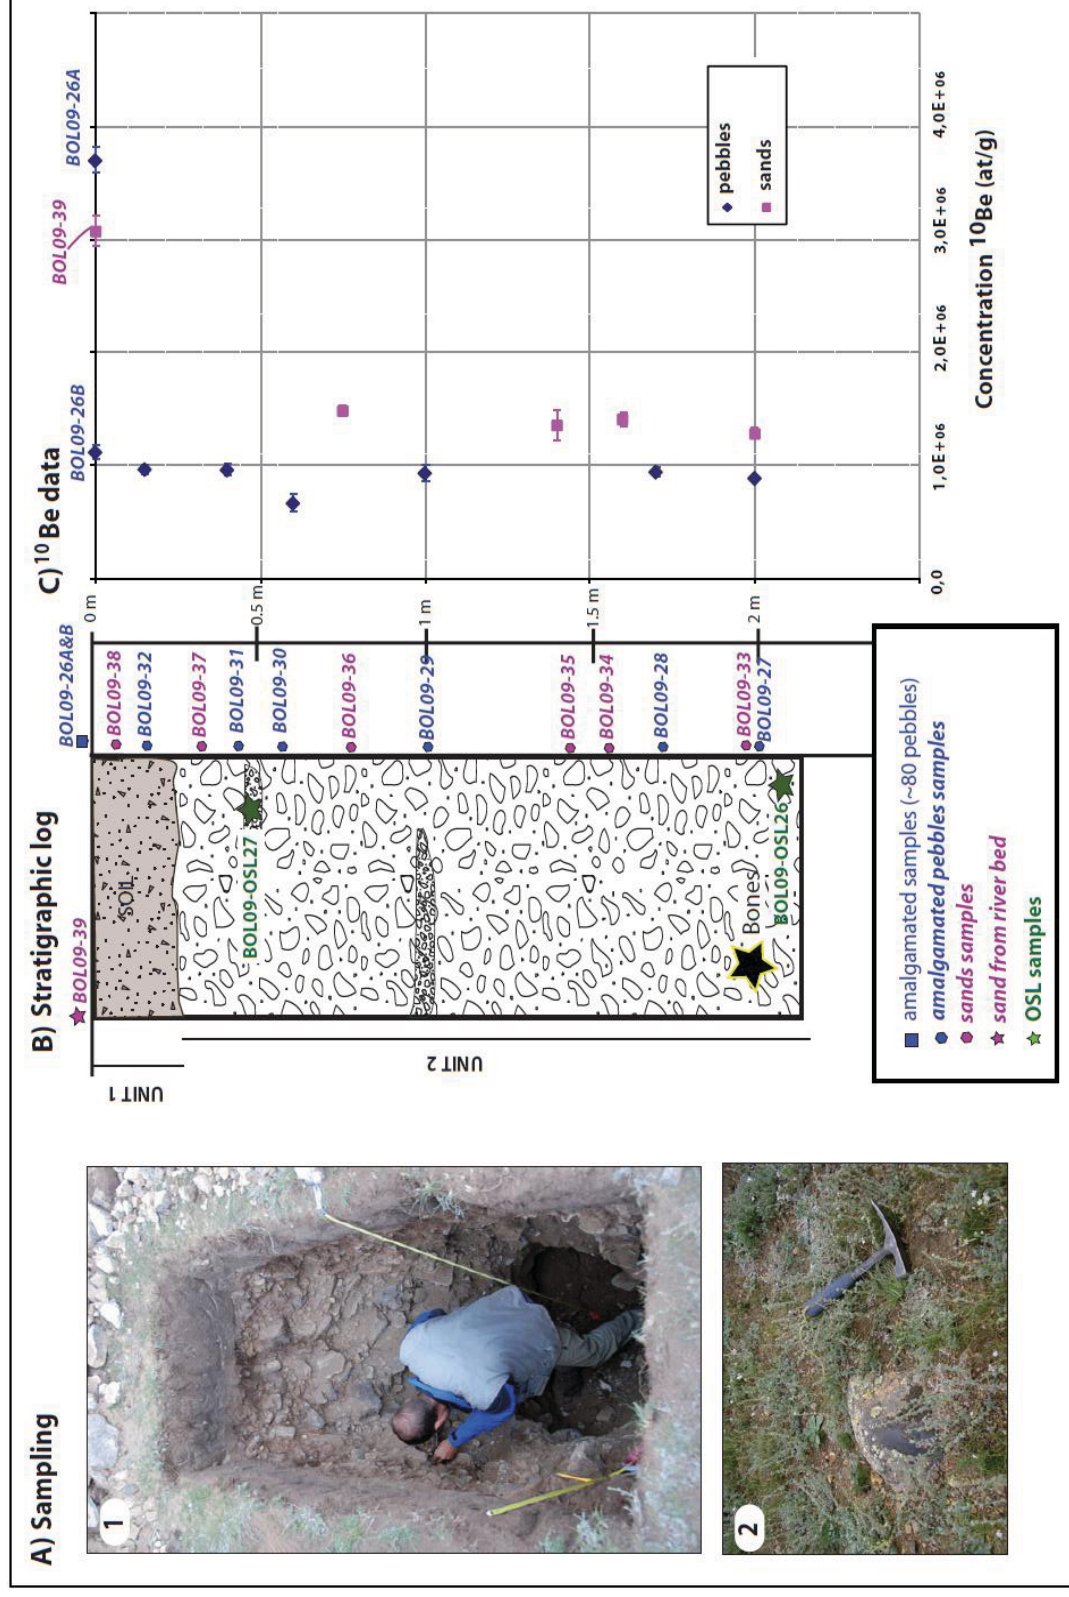 A) Sampling
1
2
B) Stratigraphic log
BOL09-39
UNIT 1
UNIT 2
SOIL
BOL09-OSL27
Bones
BOL09-OSL26
BOL09-26A&B
BOL09-38
BOL09-32
BOL09-37
BOL09-31
BOL09-30
BOL09-36
BOL09-29
BOL09-35
BOL09-34
BOL09-28
BOL09-33
BOL09-27
0 m
0.5 m
1 m
1.5 m
2 m
amalgamated samples (~80 pebbles)
amalgamated pebbles samples
sands samples
sand from river bed
OSL samples
C) 10Be data
BOL09-26B
BOL09-39
BOL09-26A
pebbles
sands
0,0
1,0E+06
2,0E+06
3,0E+06
4,0E+06
Concentration 10Be (at/g)